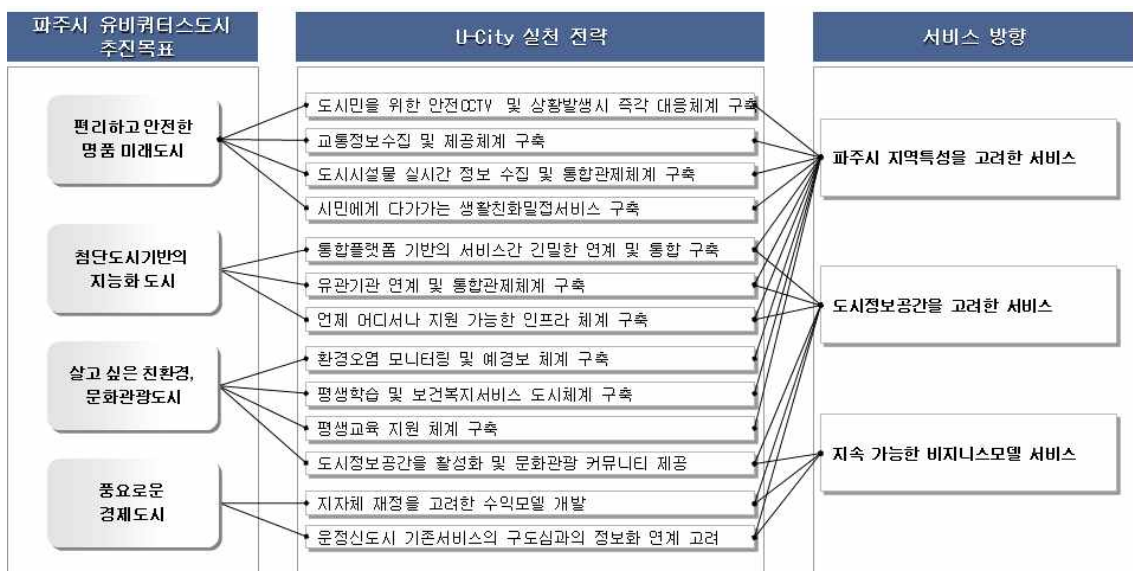 파주시 유비쿼터스도시
추진목표
U-City 실천 전략
서비스 방향
편리하고 안전한
명품 미래도시
첨단도시기반의
지능화 도시
살고 싶은 친환경,
문화관광도시
풍요로운
경제도시
도시민을 위한 안전CCTV 및 상황발생시 즉각 대응체계 구축
교통정보수집 및 제공체계 구축
도시시설물 실시간 정보 수집 및 통합관제체계 구축
시민에게 다가가는 생활친화밀접서비스 구축
통합플랫폼 기반의 서비스간 긴밀한 연계 및 통합 구축
유관기관 연계 및 통합관제체계 구축
언제 어디서나 지원 가능한 인프라 체계 구축
환경오염 모니터링 및 예경보 체계 구축
평생학습 및 보건복지서비스 도시체계 구축
평생교육 지원 체계 구축
도시정보공간을 활성화 및 문화관광 커뮤니티 제공
지자체 재정을 고려한 수익모델 개발
운정신도시 기존서비스의 구도심과의 정보화 연계 고려
파주시 지역특성을 고려한 서비스
도시정보공간을 고려한 서비스
지속 가능한 비지니스모델 서비스